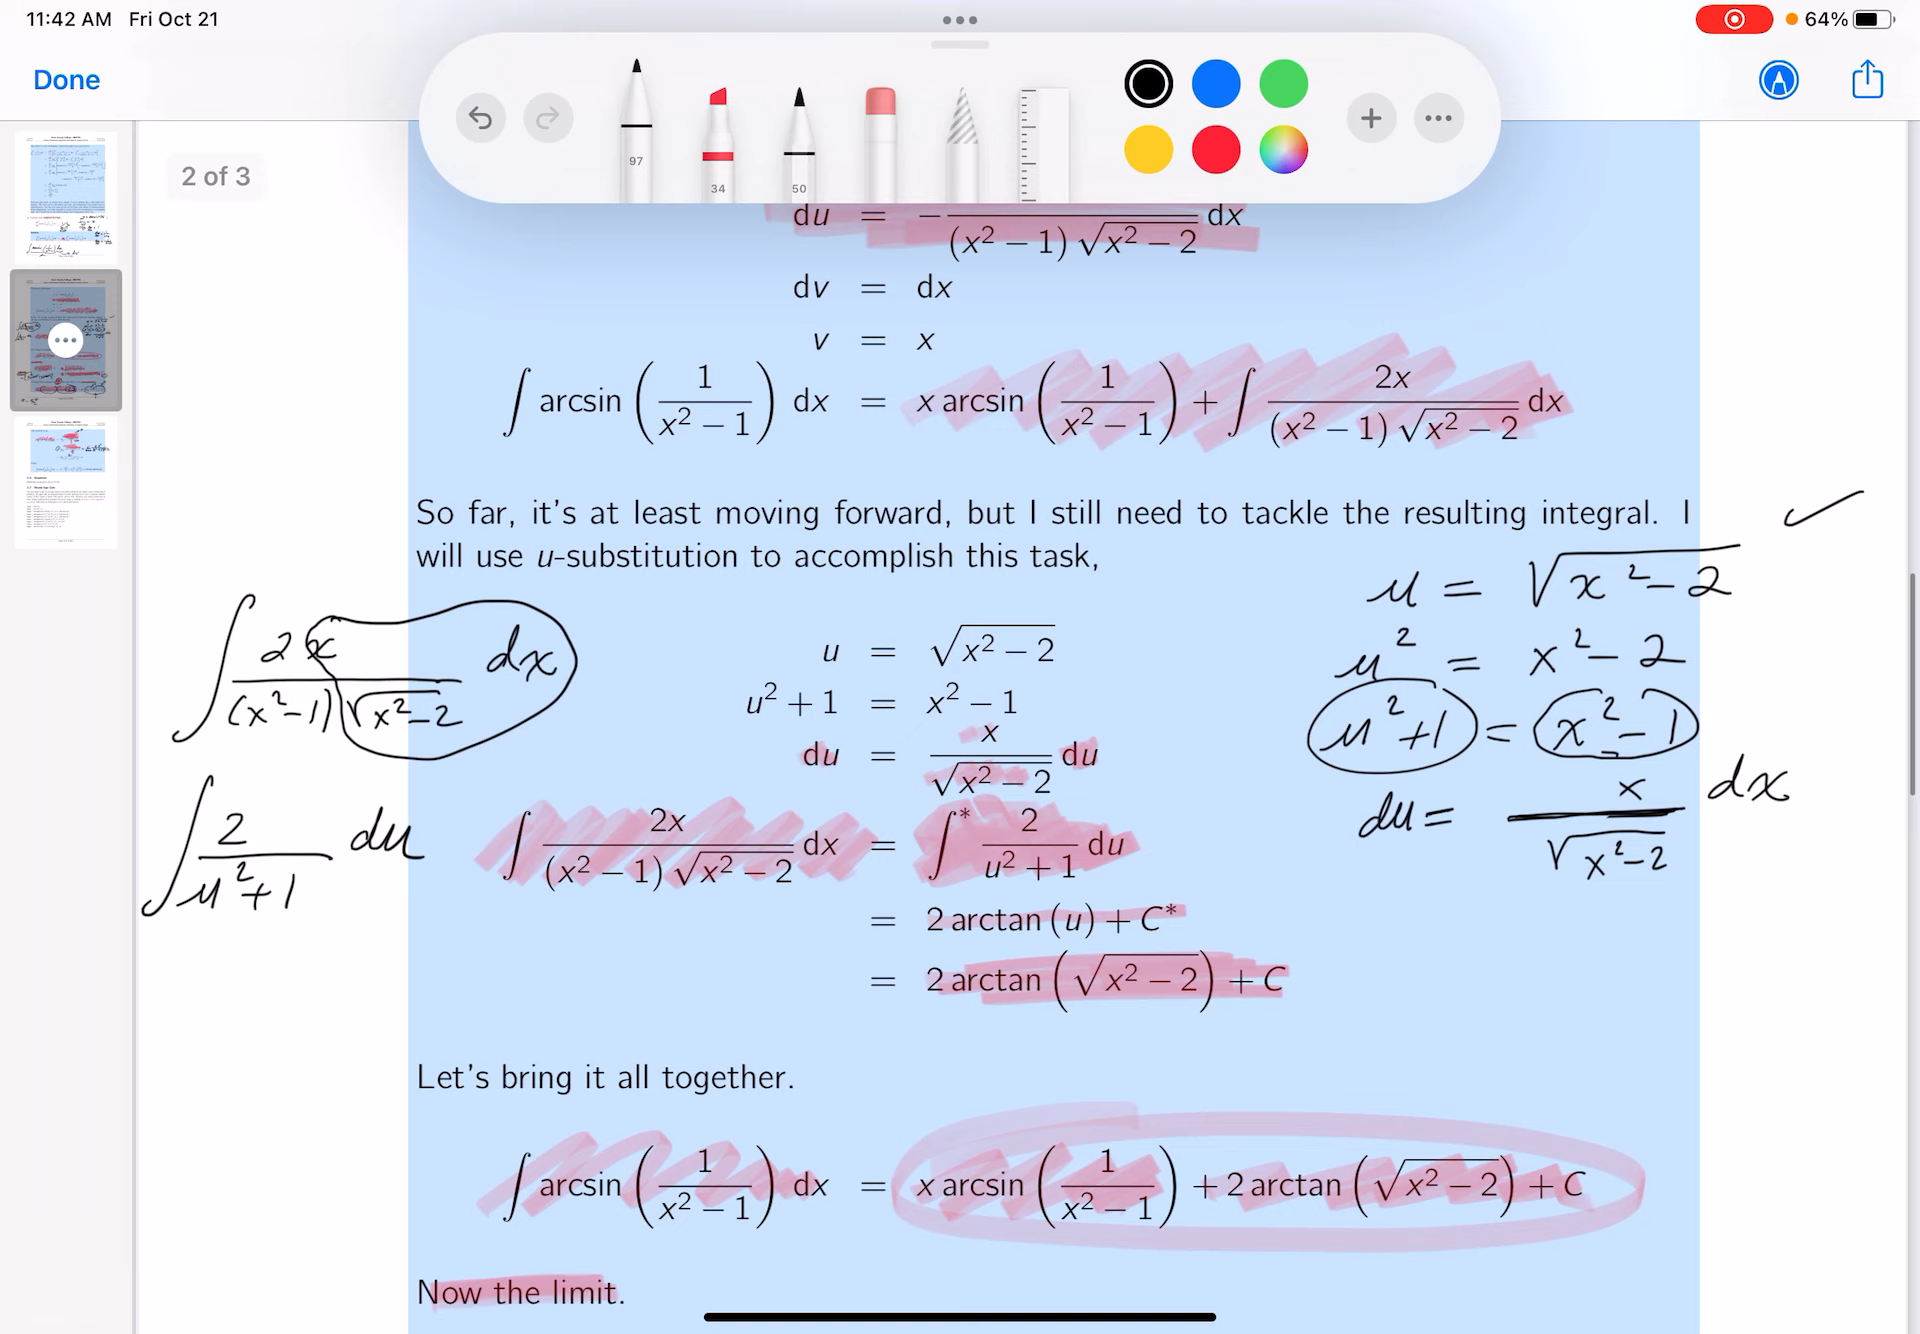 11:42 AM Fri Oct 21
64%
Done
97
34
50
2 of 3
du = − ――― dx
(x² − 1) √(x² − 2)
dv = dx
v = x
∫ arcsin (1/(x² − 1)) dx = x arcsin (1/(x² − 1)) + ∫ 2x/((x² − 1) √(x² − 2)) dx
So far, it's at least moving forward, but I still need to tackle the resulting integral. I
will use u-substitution to accomplish this task,
u = √(x² − 2)
u² + 1 = x² − 1
du = x/√(x² − 2) du
∫ 2x/((x² − 1) √(x² − 2)) dx = ∫* 2/(u² + 1) du
= 2 arctan (u) + C*
= 2 arctan (√(x² − 2)) + C
∫ 2x/((x² − 1) √(x² − 2)) dx
∫ 2/(u² + 1) du
u = √(x² − 2)
u² = x² − 2
u² + 1 = x² − 1
du = x/√(x² − 2) dx
Let's bring it all together.
∫ arcsin (1/(x² − 1)) dx = x arcsin (1/(x² − 1)) + 2 arctan (√(x² − 2)) + C
Now the limit.